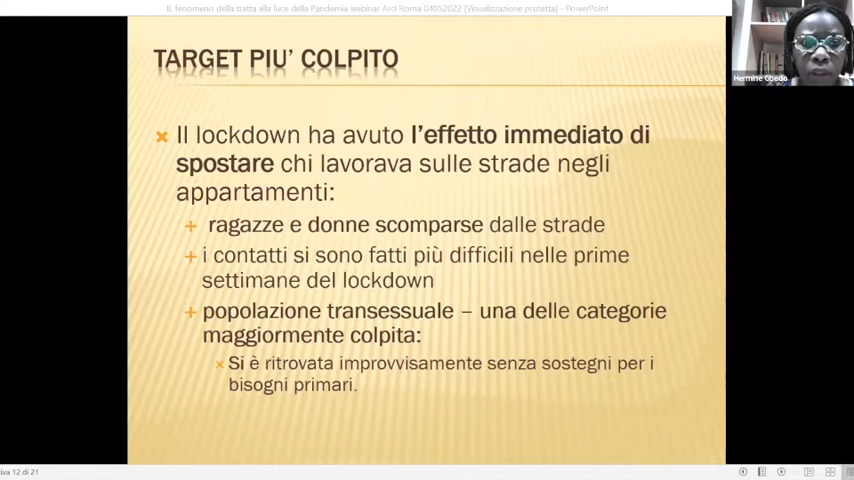 IL fenomeno della tratta alla luce della Pandemia webinar Arci Roma 04052022 [Visualizzazione protetta] - PowerPoint
TARGET PIU' COLPITO
Il lockdown ha avuto l'effetto immediato di
spostare chi lavorava sulle strade negli
appartamenti:
ragazze e donne scomparse dalle strade
i contatti si sono fatti più difficili nelle prime
settimane del lockdown
popolazione transessuale – una delle categorie
maggiormente colpita:
Si è ritrovata improvvisamente senza sostegni per i
bisogni primari.
Hermine Gbedo
iva 12 di 21